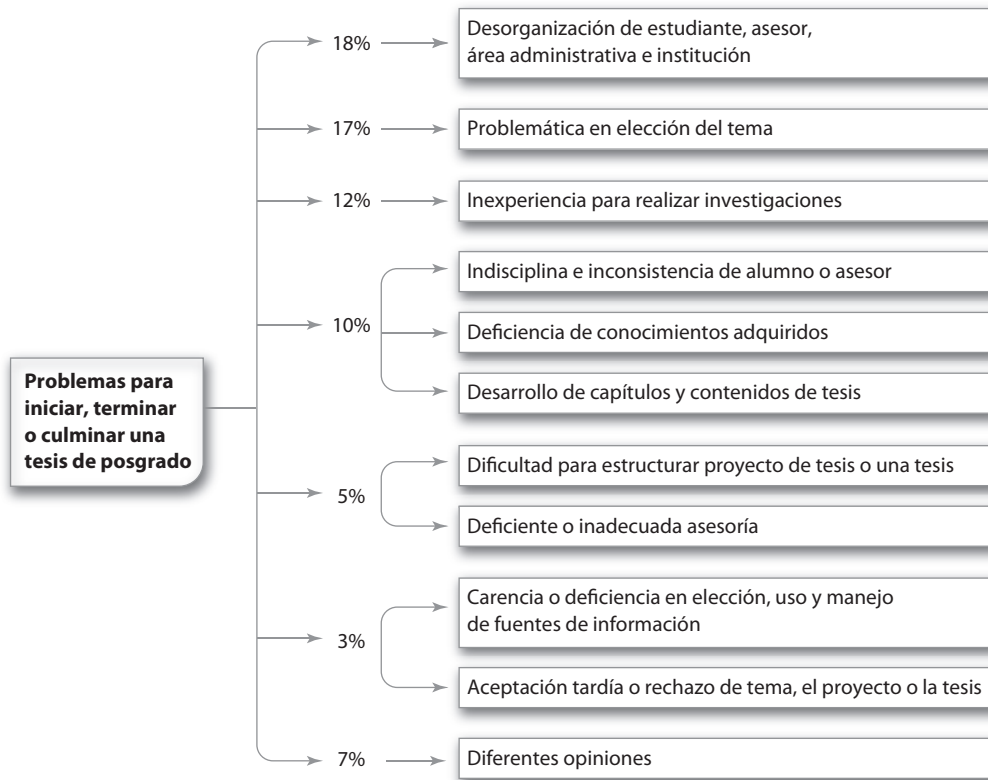 18%
Desorganización de estudiante, asesor,
área administrativa e institución
17%
Problemática en elección del tema
12%
Inexperiencia para realizar investigaciones
Indisciplina e inconsistencia de alumno o asesor
10%
Deficiencia de conocimientos adquiridos
Desarrollo de capítulos y contenidos de tesis
Problemas para
iniciar, terminar
o culminar una
tesis de posgrado
Dificultad para estructurar proyecto de tesis o una tesis
5%
Deficiente o inadecuada asesoría
Carencia o deficiencia en elección, uso y manejo
de fuentes de información
3%
Aceptación tardía o rechazo de tema, el proyecto o la tesis
7%
Diferentes opiniones